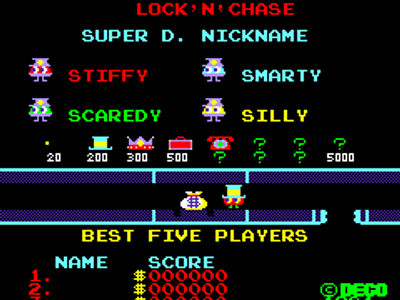 LOCK'N'CHASE
SUPER D. NICKNAME
STIFFY SMARTY
SCAREDY SILLY
? ? ?
? ? ? ?
20 200 300 500 5000
BEST FIVE PLAYERS
NAME SCORE
1. $000000
2. $000000
© DECO